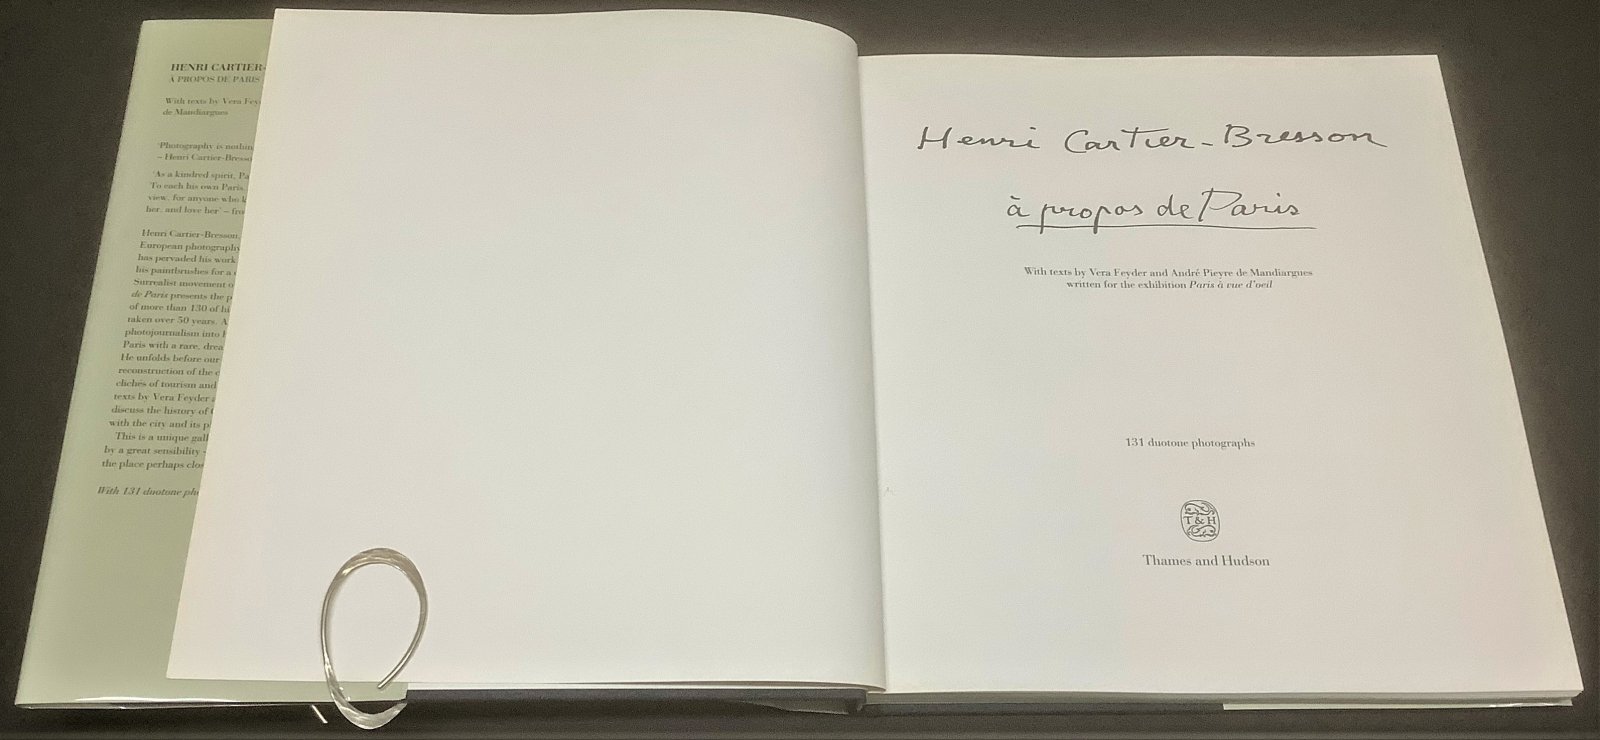 HENRI CARTIER-
À PROPOS DE PARIS
With texts by Vera Fey
de Mandiargues
'Photography is nothin
– Henri Cartier-Bresso
'As a kindred spirit, Pa
To each his own Paris,
view, for anyone who k
her, and love her' – fro
Henri Cartier-Bresson,
European photography
has pervaded his work
his paintbrushes for a
Surrealist movement o
de Paris presents the p
of more than 130 of hi
taken over 50 years. A
photojournalism into
Paris with a rare, drea
He unfolds before our
reconstruction of the c
clichés of tourism and
texts by Vera Feyder
discuss the history of
with the city and its p
This is a unique gall
by a great sensibility –
the place perhaps clos
With 131 duotone pho
Henri Cartier-Bresson
à propos de Paris
With texts by Vera Feyder and André Pieyre de Mandiargues
written for the exhibition Paris à vue d'oeil
131 duotone photographs
T & H
Thames and Hudson